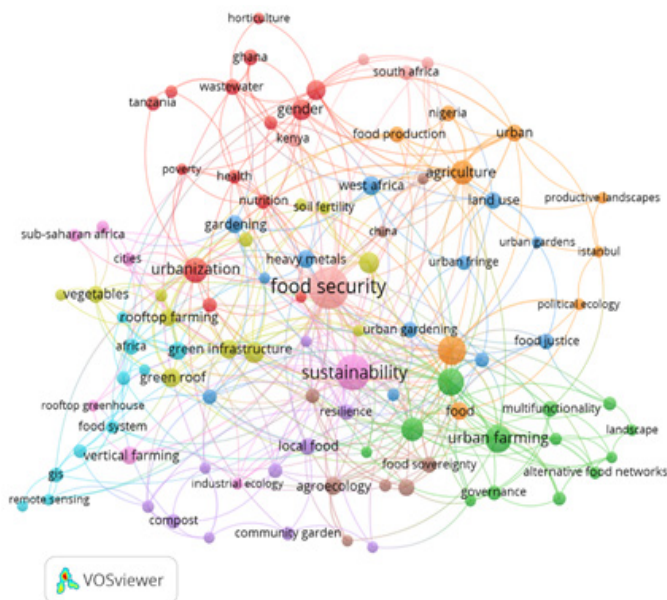 horticulture
ghana
south africa
wastewater
tanzania
gender
nigeria
urban
food production
kenya
poverty
health
agriculture
west africa
nutrition
land use
productive landscapes
soil fertility
gardening
sub-saharan africa
china
urban gardens
istanbul
cities
heavy metals
urban fringe
urbanization
food security
vegetables
political ecology
rooftop farming
urban gardening
food justice
africa
green infrastructure
sustainability
green roof
rooftop greenhouse
resilience
food
multifunctionality
food system
landscape
urban farming
local food
vertical farming
food sovereignty
gis
alternative food networks
industrial ecology
agroecology
governance
remote sensing
compost
community garden
VOSviewer